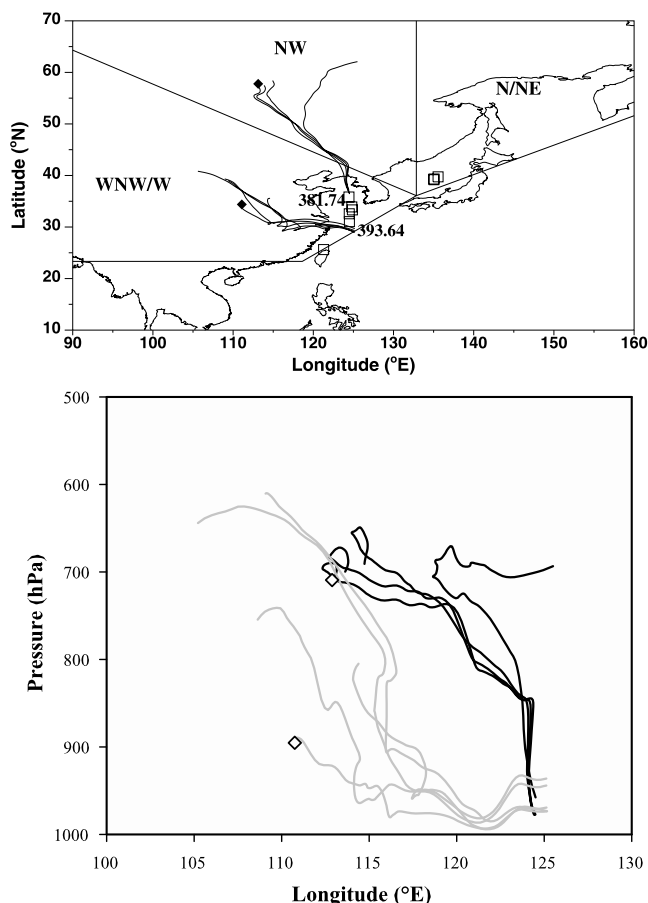 70
60
50
40
30
20
10
Latitude (°N)
NW
N/NE
WNW/W
381.74
393.64
90 100 110 120 130 140 150 160
Longitude (°E)
500
600
700
800
900
1000
Pressure (hPa)
100 105 110 115 120 125 130
Longitude (°E)